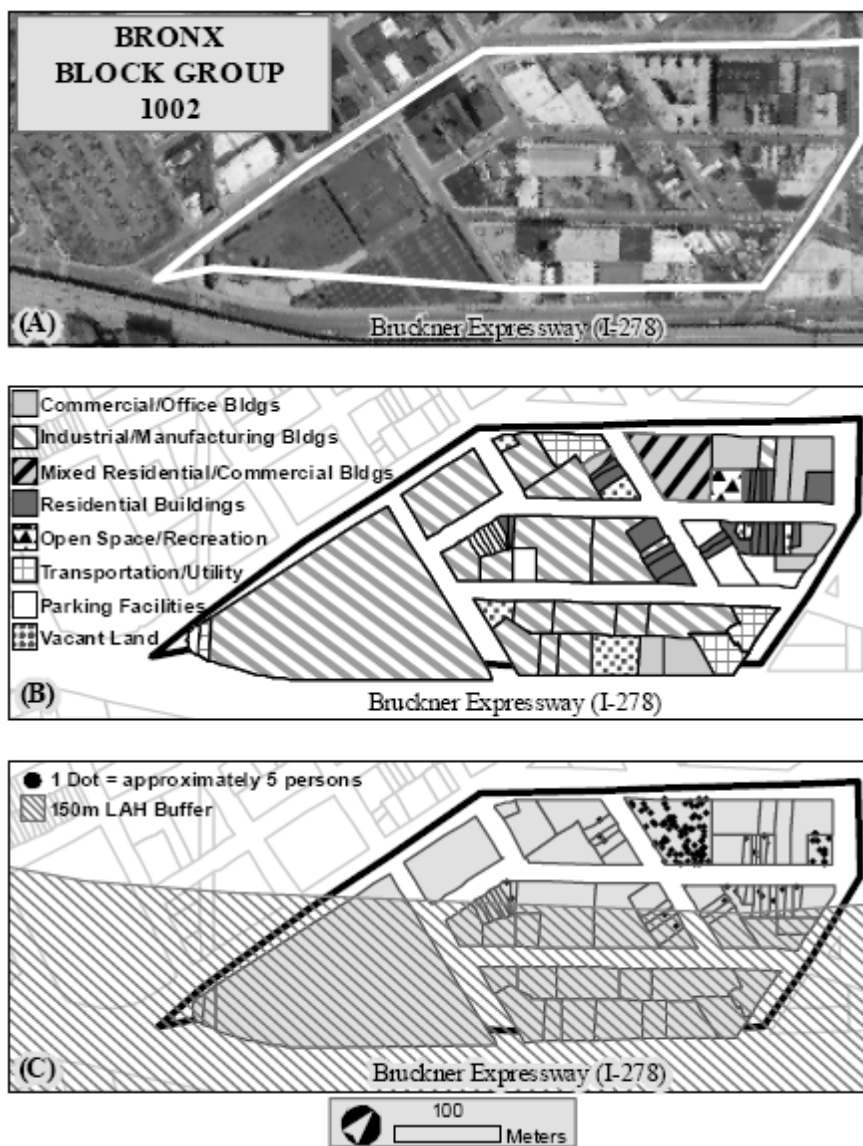 BRONX
BLOCK GROUP
1002
(A)
Bruckner Expressway (I-278)
Commercial/Office Bldgs
Industrial/Manufacturing Bldgs
Mixed Residential/Commercial Bldgs
Residential Buildings
Open Space/Recreation
Transportation/Utility
Parking Facilities
Vacant Land
(B)
Bruckner Expressway (I-278)
1 Dot = approximately 5 persons
150m LAH Buffer
(C)
Bruckner Expressway (I-278)
100
Meters